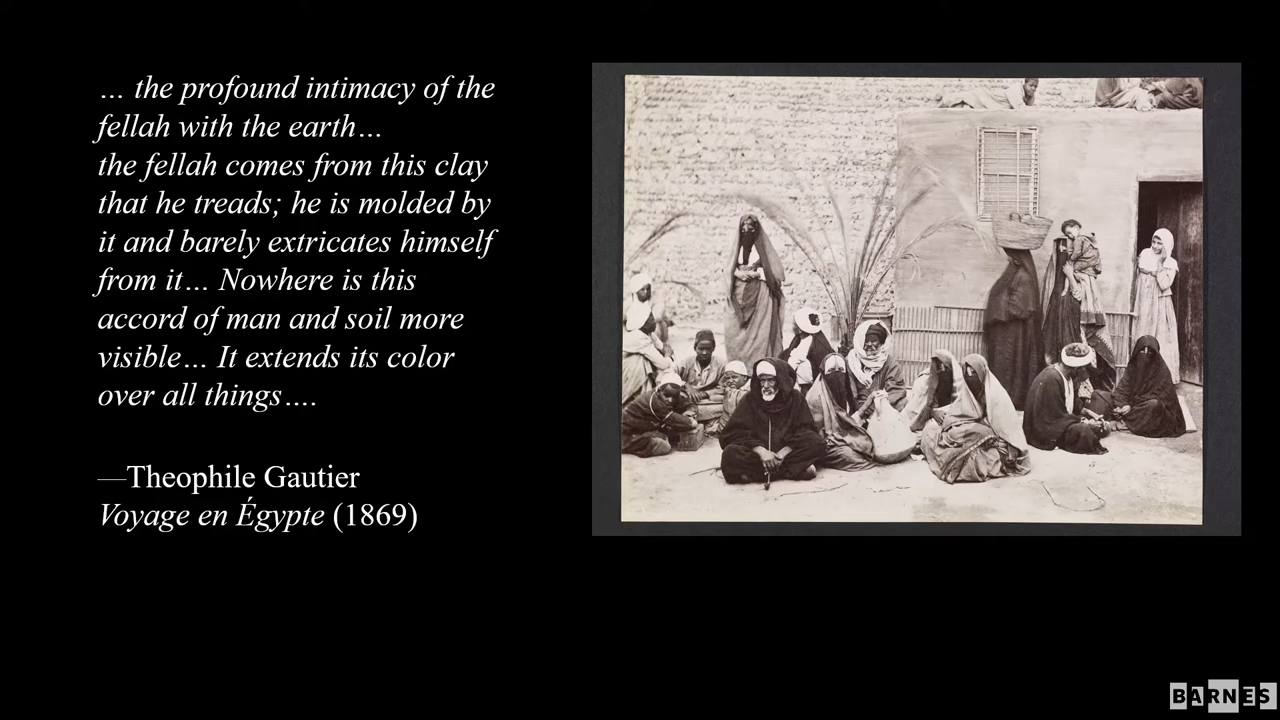 … the profound intimacy of the
fellah with the earth…
the fellah comes from this clay
that he treads; he is molded by
it and barely extricates himself
from it… Nowhere is this
accord of man and soil more
visible… It extends its color
over all things….
—Theophile Gautier
Voyage en Égypte (1869)
BARNES